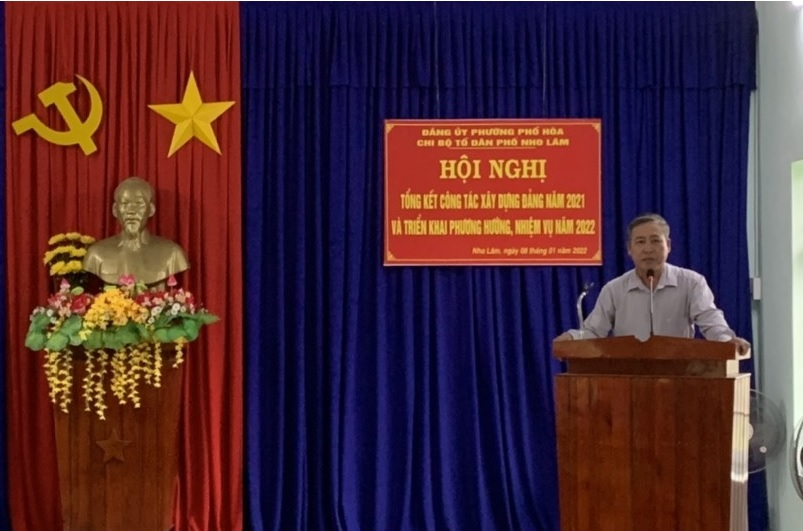 ĐẢNG ỦY PHƯỜNG PHỔ HÒA
CHI BỘ TỔ DÂN PHỐ NHO LÂM
HỘI NGHỊ
TỔNG KẾT CÔNG TÁC XÂY DỰNG ĐẢNG NĂM 2021
VÀ TRIỂN KHAI PHƯƠNG HƯỚNG, NHIỆM VỤ NĂM 2022
Nho Lâm, ngày 08 tháng 01 năm 2022